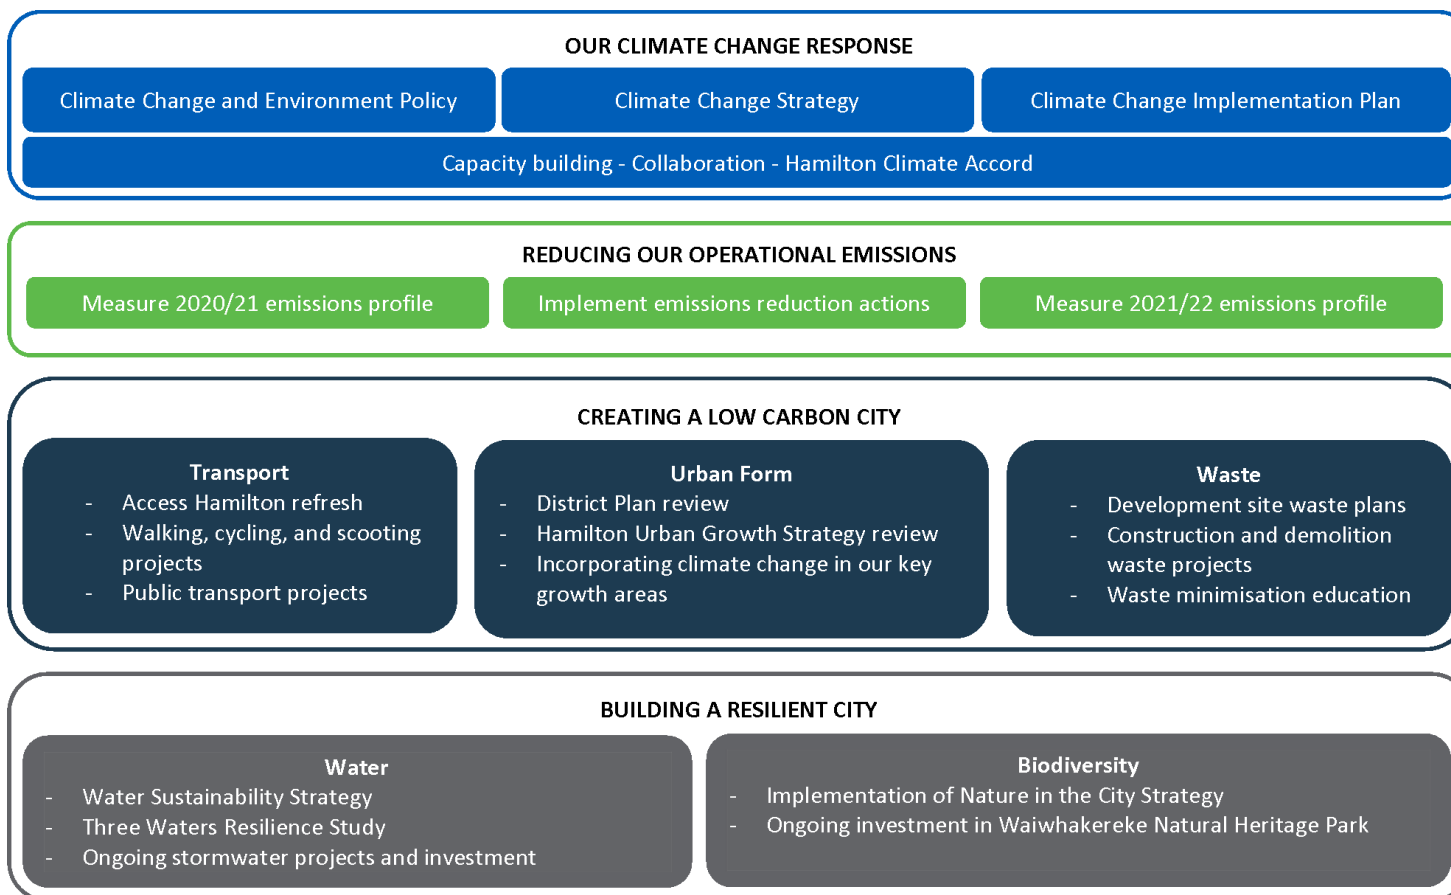 OUR CLIMATE CHANGE RESPONSE
Climate Change and Environment Policy
Climate Change Strategy
Climate Change Implementation Plan
Capacity building - Collaboration - Hamilton Climate Accord
REDUCING OUR OPERATIONAL EMISSIONS
Measure 2020/21 emissions profile
Implement emissions reduction actions
Measure 2021/22 emissions profile
CREATING A LOW CARBON CITY
Transport
- Access Hamilton refresh
- Walking, cycling, and scooting
projects
- Public transport projects
Urban Form
- District Plan review
- Hamilton Urban Growth Strategy review
- Incorporating climate change in our key
growth areas
Waste
- Development site waste plans
- Construction and demolition
waste projects
- Waste minimisation education
BUILDING A RESILIENT CITY
Water
- Water Sustainability Strategy
- Three Waters Resilience Study
- Ongoing stormwater projects and investment
Biodiversity
- Implementation of Nature in the City Strategy
- Ongoing investment in Waiwhakereke Natural Heritage Park